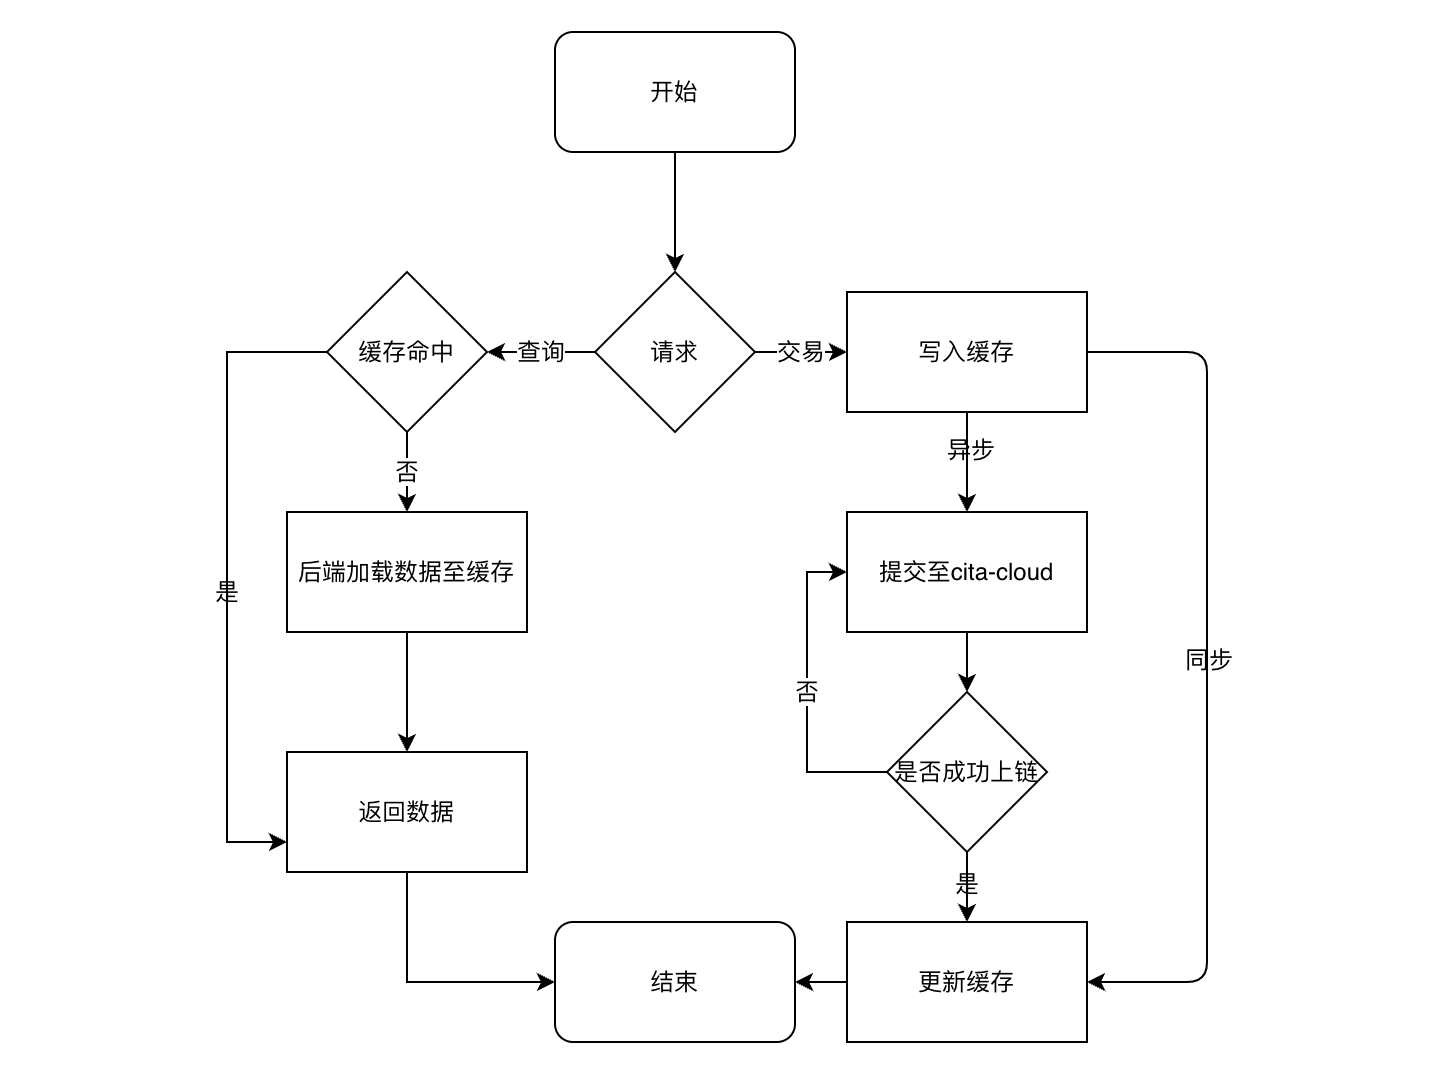 开始
缓存命中
查询
请求
交易
写入缓存
异步
否
后端加载数据至缓存
提交至cita-cloud
是
同步
否
是否成功上链
返回数据
是
结束
更新缓存